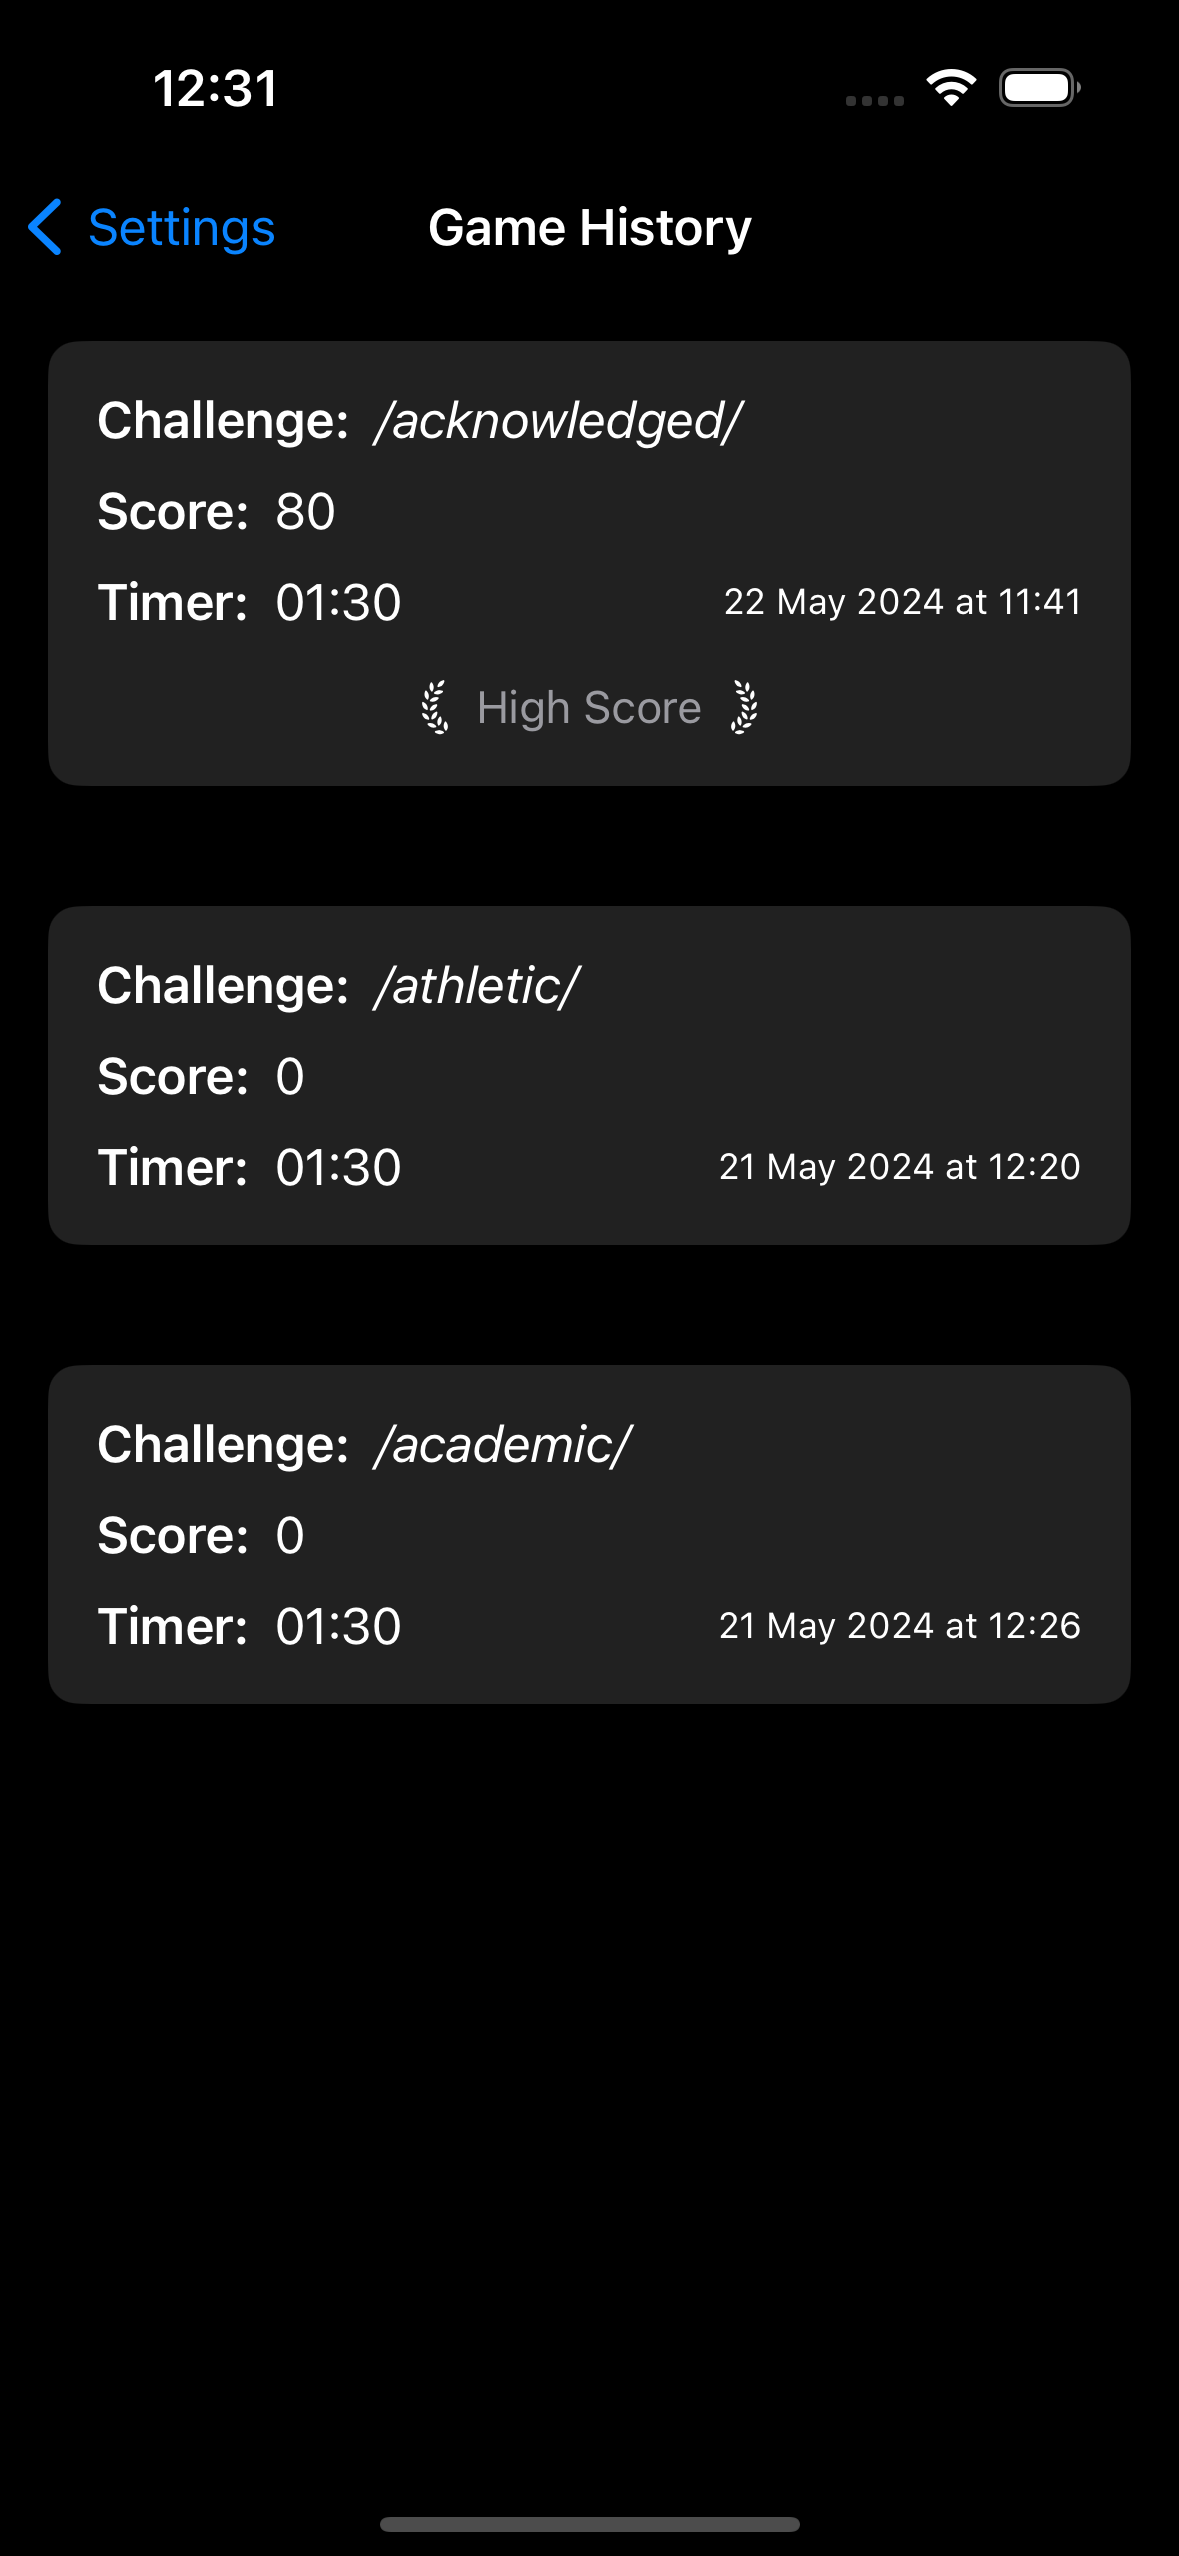 12:31
Settings
Game History
Challenge: /acknowledged/
Score: 80
Timer: 01:30
22 May 2024 at 11:41
High Score
Challenge: /athletic/
Score: 0
Timer: 01:30
21 May 2024 at 12:20
Challenge: /academic/
Score: 0
Timer: 01:30
21 May 2024 at 12:26